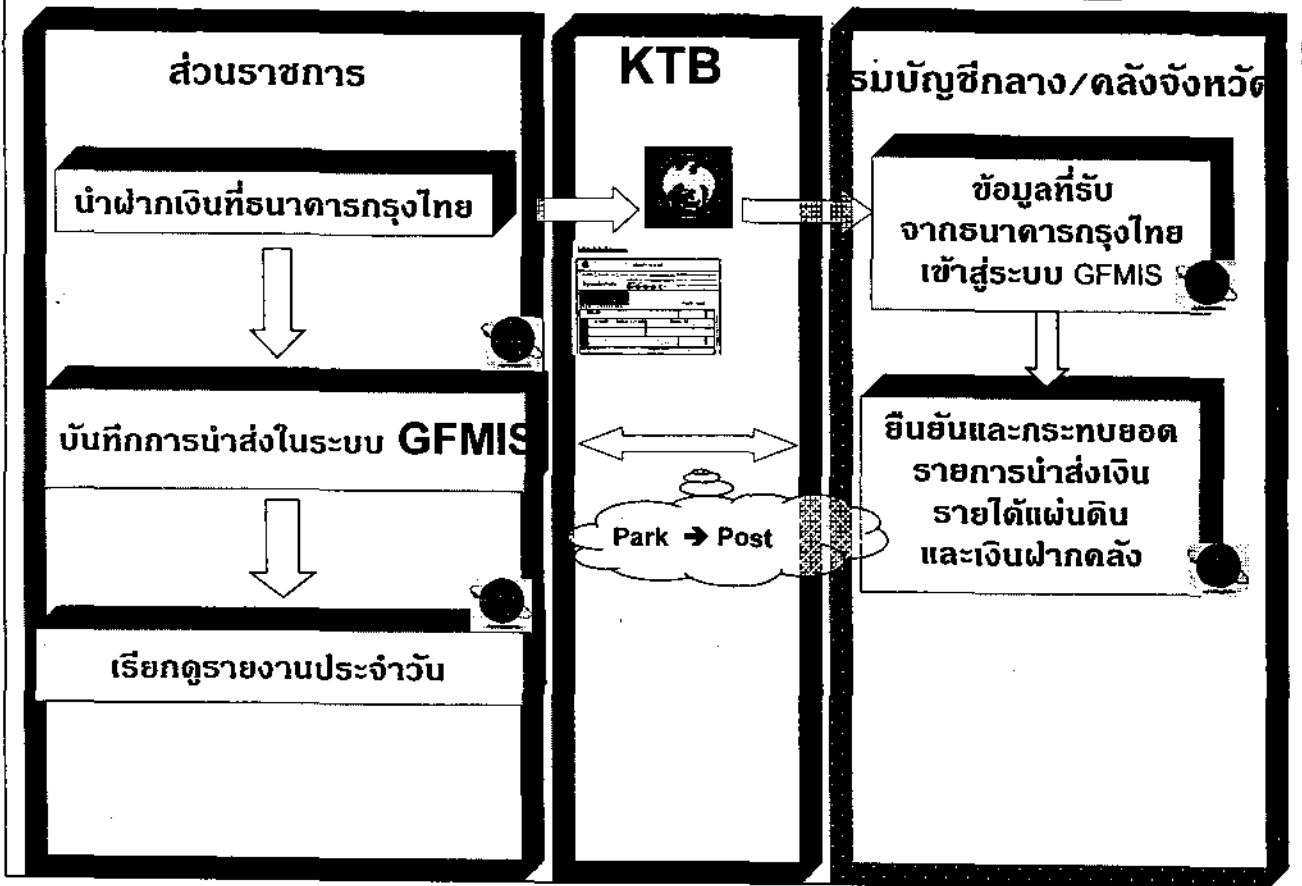 ส่วนราชการ
นำฝากเงินที่ธนาคารกรุงไทย
บันทึกการนำส่งในระบบ GFMIS
เรียกดูรายงานประจำวัน
KTB
Park → Post
กรมบัญชีกลาง/คลังจังหวัด
ข้อมูลที่รับ
จากธนาคารกรุงไทย
เข้าสู่ระบบ GFMIS
ยืนยันและกระทบยอด
รายการนำส่งเงิน
รายได้แผ่นดิน
และเงินฝากคลัง